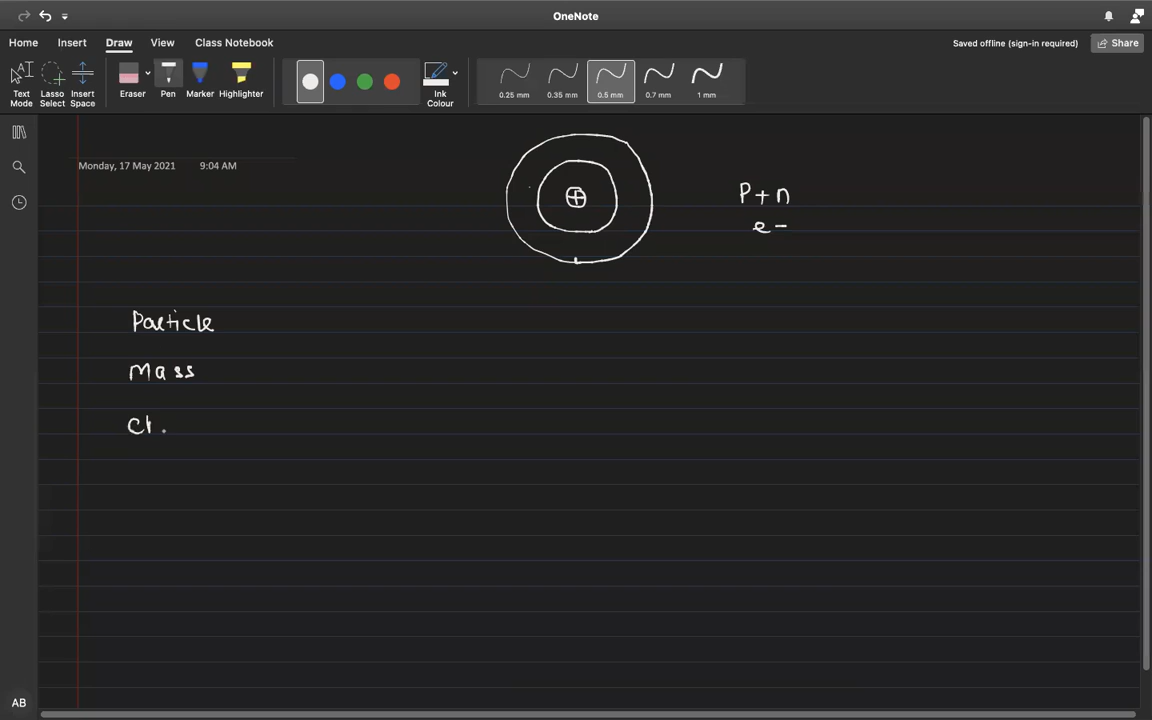 OneNote
Home Insert Draw View Class Notebook Saved offline (sign-in required) Share
Text Mode Lasso Select Insert Space Eraser Pen Marker Highlighter Ink Colour 0.25 mm 0.35 mm 0.5 mm 0.7 mm 1 mm
Monday, 17 May 2021 9:04 AM
P + n
e -
Particle
Mass
Ch
AB